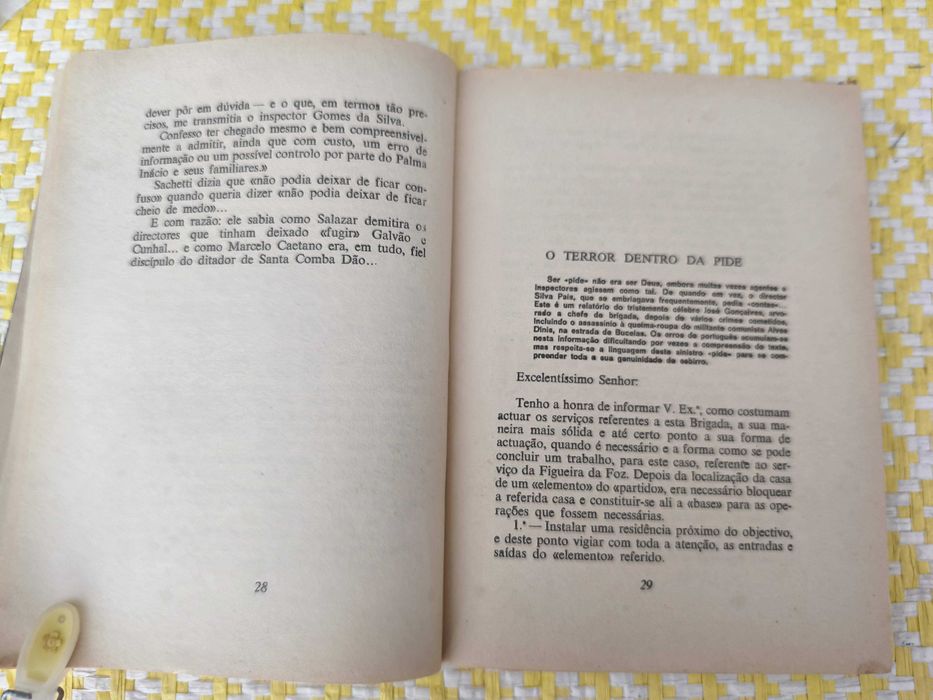 dever pôr em dúvida — e o que, em termos tão pre-
cisos, me transmitia o inspector Gomes da Silva.
Confesso ter chegado mesmo e bem compreensivel-
mente a admitir, ainda que com custo, um erro de
informação ou um possível controlo por parte do Palma
Inácio e seus familiares.»
Sachetti dizia que «não podia deixar de ficar con-
fuso» quando queria dizer «não podia deixar de ficar
cheio de medo»...
E com razão: ele sabia como Salazar demitira os
directores que tinham deixado «fugir» Galvão e
Cunhal... e como Marcelo Caetano era, em tudo, fiel
discípulo do ditador de Santa Comba Dão...
28
O TERROR DENTRO DA PIDE
Ser «pide» não era ser Deus, embora muitas vezes agentes e
inspectores agissem como tal. De quando em vez, o director
Silva Pais, que se embriagava frequentemente, pedia «contas»...
Este é um relatório do tristemente célebre José Gonçalves, arvo-
rado a chefe de brigada, depois de vários crimes cometidos,
incluindo o assassínio à queima-roupa do militante comunista Alves
Dinis, na estrada de Bucelas. Os erros de português acumulam-se
nesta informação dificultando por vezes a compreensão do texto,
mas respeita-se a linguagem deste sinistro «pide» para se com-
preender toda a sua genuinidade de esbirro.
Excelentíssimo Senhor:
Tenho a honra de informar V. Ex.ª, como costumam
actuar os serviços referentes a esta Brigada, a sua ma-
neira mais sólida e até certo ponto a sua forma de
actuação, quando é necessário e a forma como se pode
concluir um trabalho, para este caso, referente ao ser-
viço da Figueira da Foz. Depois da localização da casa
de um «elemento» do «partido», era necessário bloquear
a referida casa e constituir-se ali a «base» para as ope-
rações que fossem necessárias.
1.º — Instalar uma residência próximo do objectivo,
e deste ponto vigiar com toda a atenção, as entradas e
saídas do «elemento» referido.
29